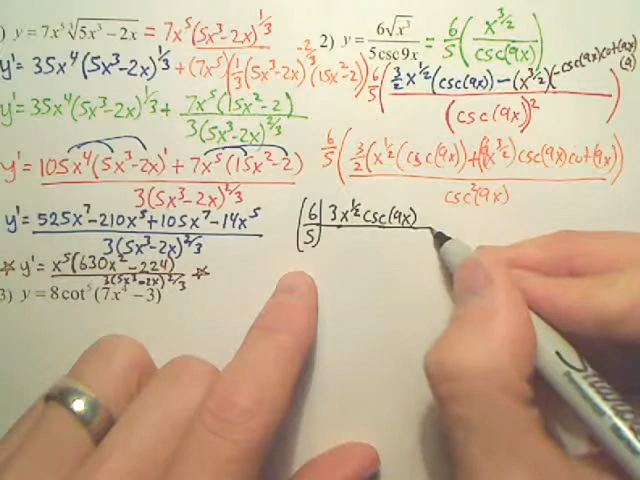 1) y = 7x⁵ ∛(5x³ − 2x) = 7x⁵(5x³−2x)^⅓
y' = 35x⁴(5x³−2x)^⅓ + (7x⁵)(⅓(5x³−2x)^-⅔(15x²−2))
y' = 35x⁴(5x³−2x)^⅓ + 7x⁵(15x²−2) / 3(5x³−2x)^⅔
y' = 105x⁴(5x³−2x)' + 7x⁵(15x²−2) / 3(5x³−2x)^⅔
y' = 525x⁷−210x⁵+105x⁷−14x⁵ / 3(5x³−2x)^⅔
* y' = x⁵(630x²−224) / 3(5x³−2x)^⅔ *
3) y = 8cot⁵(7x⁴ − 3)
2) y = 6√x³ / 5csc9x = 6/5 (x^3/2 / csc(9x))
6/5 (3/2 x^½ (csc(9x)) − (x^3/2)(−csc(9x)cot(9x)(9)) / (csc(9x))²)
6/5 (3/2 (x^½ (csc(9x)) + (9x^3/2) csc(9x) cot(9x)) / csc²(9x))
(6/5) 3x^½ csc(9x)